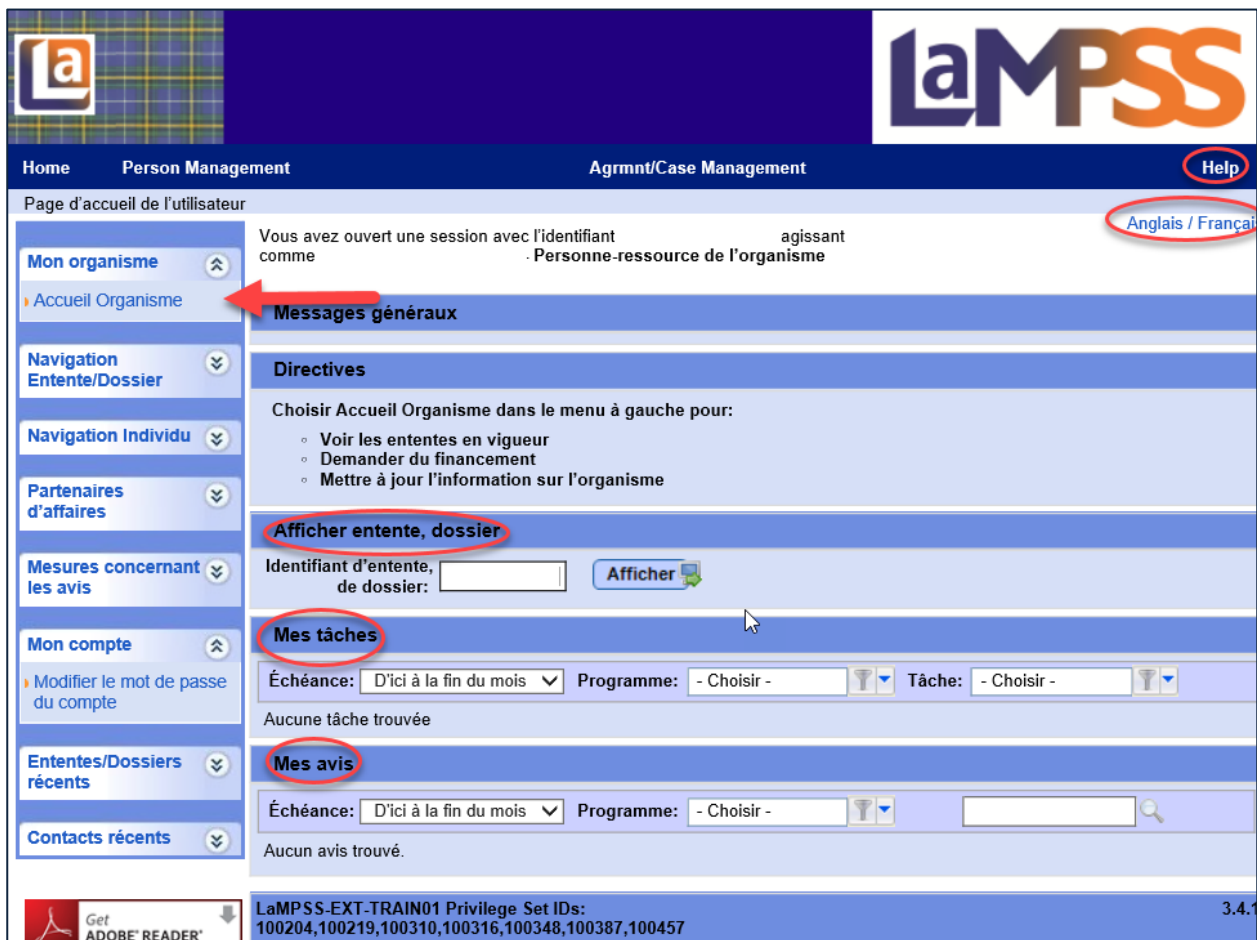 La
LaMPSS
Home Person Management Agrmnt/Case Management Help
Page d'accueil de l'utilisateur
Anglais / Françai
Vous avez ouvert une session avec l'identifiant agissant
comme . Personne-ressource de l'organisme
Mon organisme
Accueil Organisme
Navigation
Entente/Dossier
Navigation Individu
Partenaires
d'affaires
Mesures concernant
les avis
Mon compte
Modifier le mot de passe
du compte
Ententes/Dossiers
récents
Contacts récents
Get
ADOBE® READER®
Messages généraux
Directives
Choisir Accueil Organisme dans le menu à gauche pour:
◦ Voir les ententes en vigueur
◦ Demander du financement
◦ Mettre à jour l'information sur l'organisme
Afficher entente, dossier
Identifiant d'entente,
de dossier:
Afficher
Mes tâches
Échéance: D'ici à la fin du mois Programme: - Choisir - Tâche: - Choisir -
Aucune tâche trouvée
Mes avis
Échéance: D'ici à la fin du mois Programme: - Choisir -
Aucun avis trouvé.
LaMPSS-EXT-TRAIN01 Privilege Set IDs: 3.4.1
100204,100219,100310,100316,100348,100387,100457